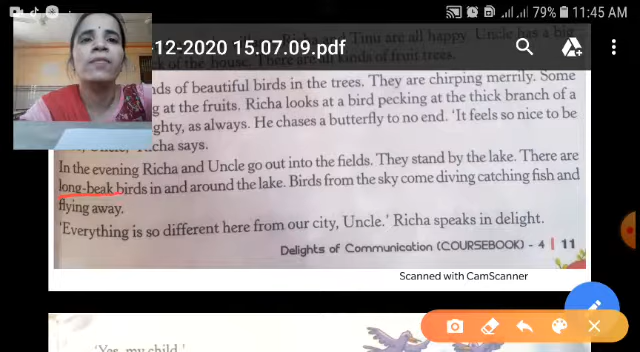 79% 11:45 AM
-12-2020 15.07.09.pdf
Richa and Tinu are all happy. Uncle has a big
of the house. There are all kinds of fruit trees.
nds of beautiful birds in the trees. They are chirping merrily. Some
g at the fruits. Richa looks at a bird pecking at the thick branch of a
ghty, as always. He chases a butterfly to no end. 'It feels so nice to be
Richa says.
In the evening Richa and Uncle go out into the fields. They stand by the lake. There are
long-beak birds in and around the lake. Birds from the sky come diving catching fish and
flying away.
'Everything is so different here from our city, Uncle.' Richa speaks in delight.
Delights of Communication (COURSEBOOK) - 4 | 11
Scanned with CamScanner
'Yes, my child.'